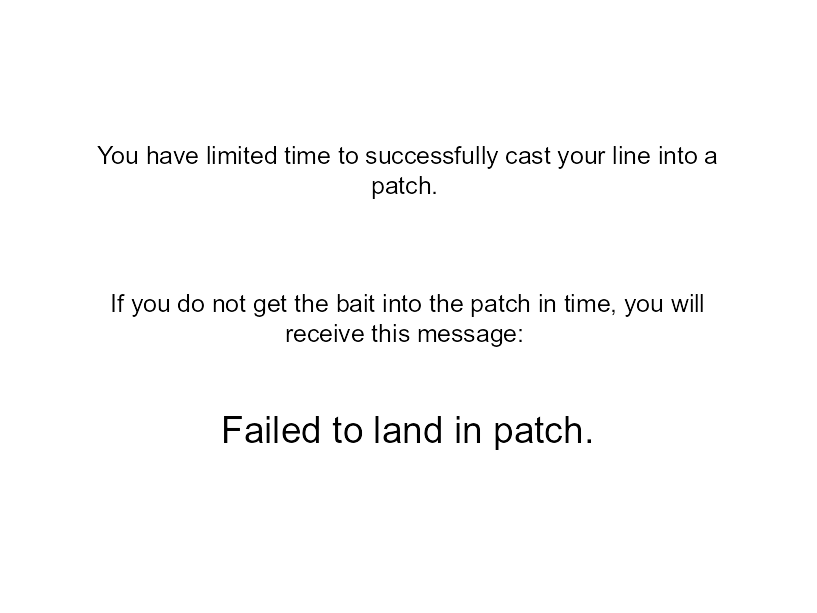 You have limited time to successfully cast your line into a
patch.
If you do not get the bait into the patch in time, you will
receive this message:
Failed to land in patch.